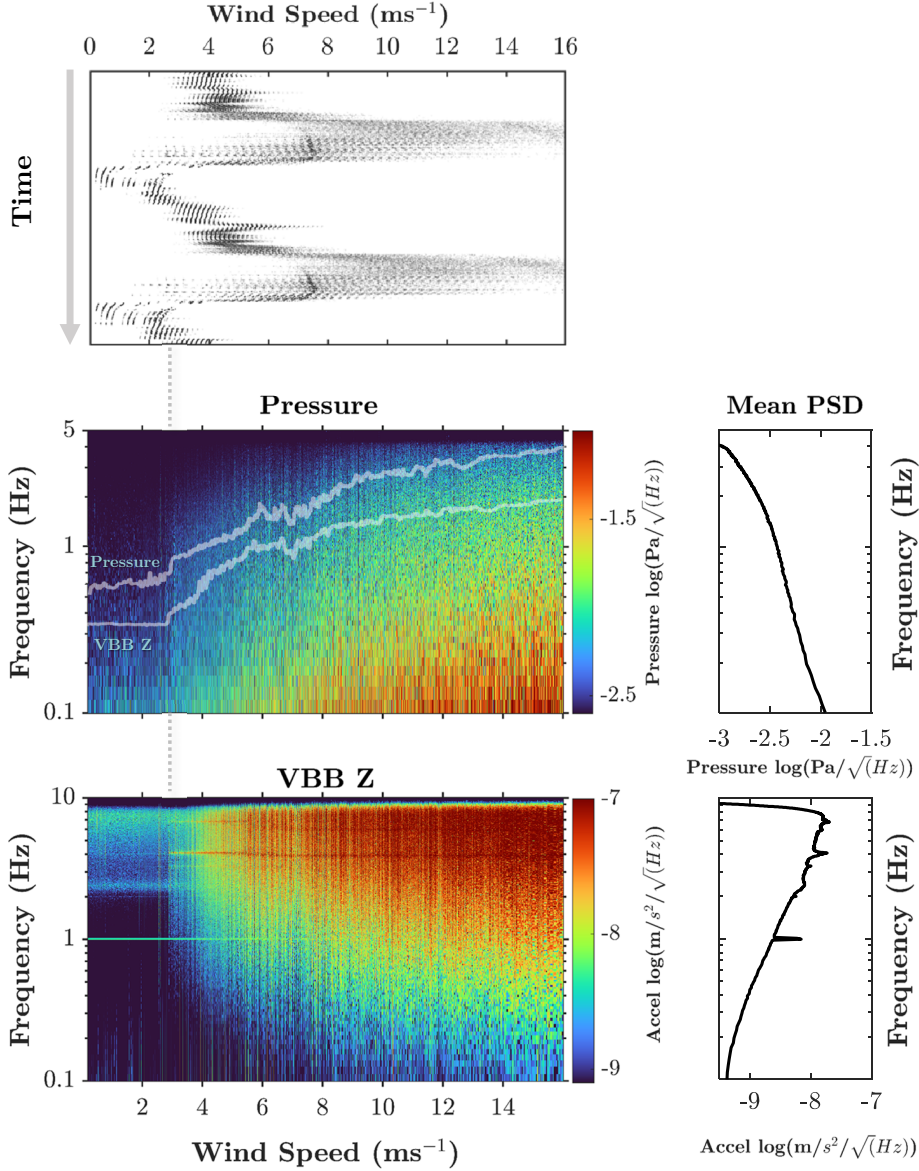 Wind Speed (ms⁻¹)
0 2 4 6 8 10 12 14 16
Time
Pressure
Mean PSD
5
1
0.1
Frequency (Hz)
Pressure
VBB Z
-1.5
-2.5
Pressure log(Pa/√(Hz))
Frequency (Hz)
-3 -2.5 -2 -1.5
Pressure log(Pa/√(Hz))
VBB Z
10
1
0.1
Frequency (Hz)
2 4 6 8 10 12 14
Wind Speed (ms⁻¹)
-7
-8
-9
Accel log(m/s²/√(Hz))
Frequency (Hz)
-9 -8 -7
Accel log(m/s²/√(Hz))